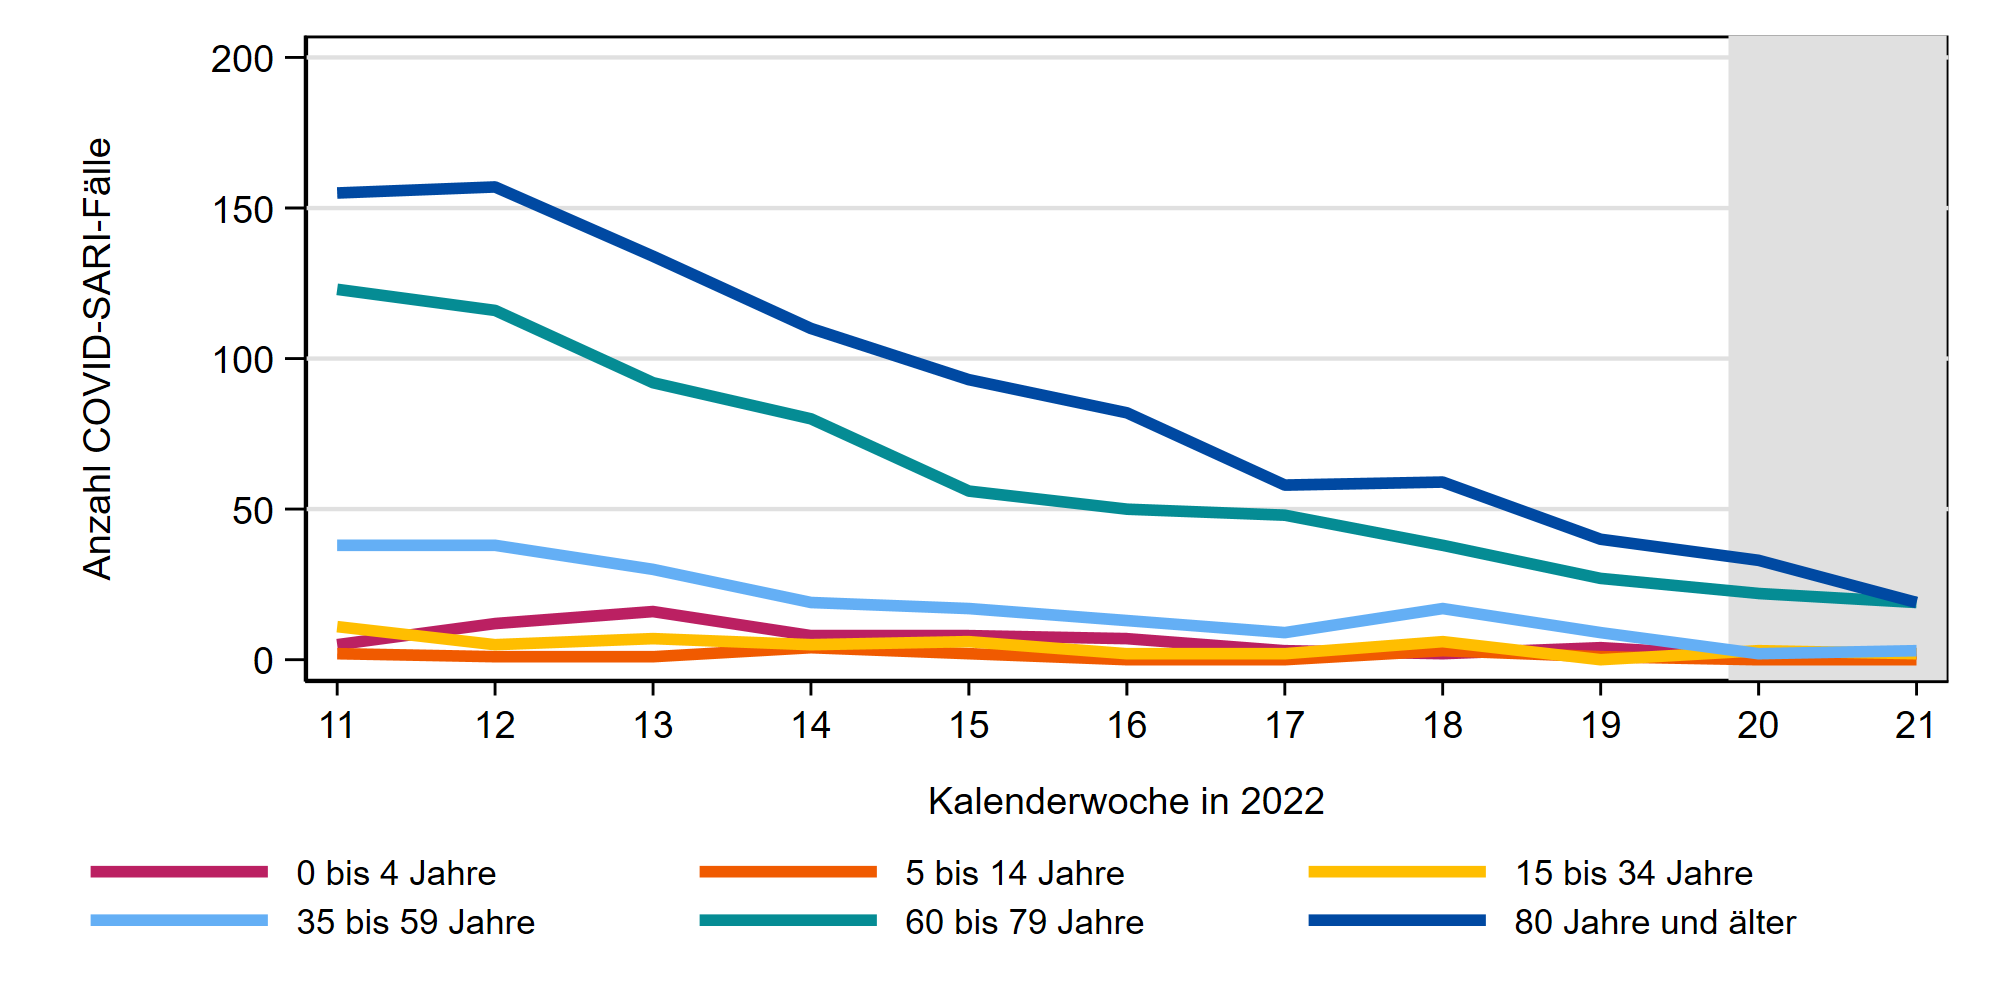 200
150
100
50
0
Anzahl COVID-SARI-Fälle
11 12 13 14 15 16 17 18 19 20 21
Kalenderwoche in 2022
0 bis 4 Jahre 5 bis 14 Jahre 15 bis 34 Jahre
35 bis 59 Jahre 60 bis 79 Jahre 80 Jahre und älter